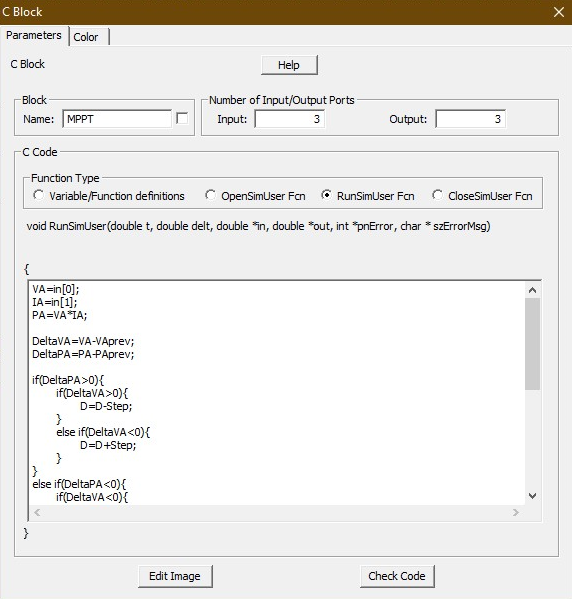 C Block
Parameters Color
C Block Help
Block Number of Input/Output Ports
Name: MPPT Input: 3 Output: 3
C Code
Function Type
Variable/Function definitions OpenSimUser Fcn RunSimUser Fcn CloseSimUser Fcn
void RunSimUser(double t, double delt, double *in, double *out, int *pnError, char * szErrorMsg)
{
VA=in[0];
IA=in[1];
PA=VA*IA;
DeltaVA=VA-VAprev;
DeltaPA=PA-PAprev;
if(DeltaPA>0){
if(DeltaVA>0){
D=D-Step;
}
else if(DeltaVA<0){
D=D+Step;
}
}
else if(DeltaPA<0){
if(DeltaVA<0){
}
Edit Image Check Code